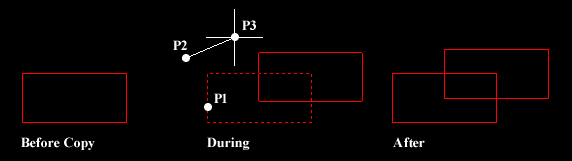 P3
P2
P1
Before Copy
During
After